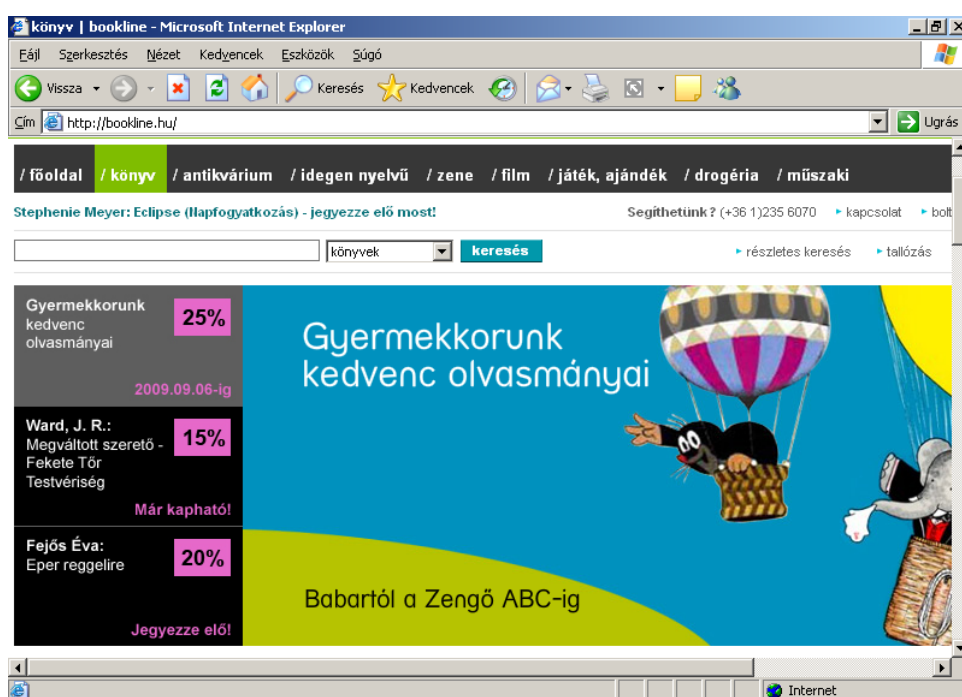 könyv | bookline - Microsoft Internet Explorer
Fájl Szerkesztés Nézet Kedvencek Eszközök Súgó
Vissza Keresés Kedvencek
Cím http://bookline.hu/ Ugrás
/ főoldal / könyv / antikvárium / idegen nyelvű / zene / film / játék, ajándék / drogéria / műszaki
Stephenie Meyer: Eclipse (Napfogyatkozás) - jegyezze elő most! Segíthetünk? (+36 1)235 6070 kapcsolat bolt
könyvek keresés részletes keresés tallózás
Gyermekkorunk
kedvenc
olvasmányai
25%
2009.09.06-ig
Ward, J. R.:
Megváltott szerető -
Fekete Tőr
Testvériség
15%
Már kapható!
Fejős Éva:
Eper reggelire
20%
Jegyezze elő!
Gyermekkorunk
kedvenc olvasmányai
Babartól a Zengő ABC-ig
Internet